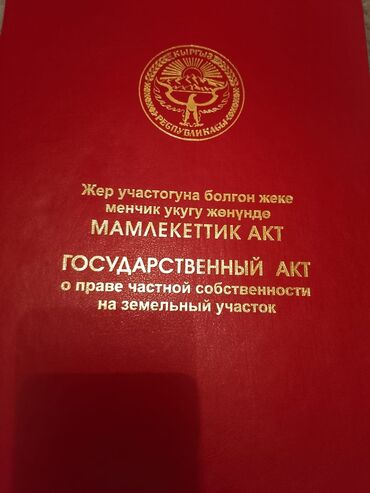 КЫРГЫЗ
РЕСПУБЛИКАСЫ
Жер участогуна болгон жеке
менчик укугу жөнүндө
МАМЛЕКЕТТИК АКТ
ГОСУДАРСТВЕННЫЙ АКТ
о праве частной собственности
на земельный участок